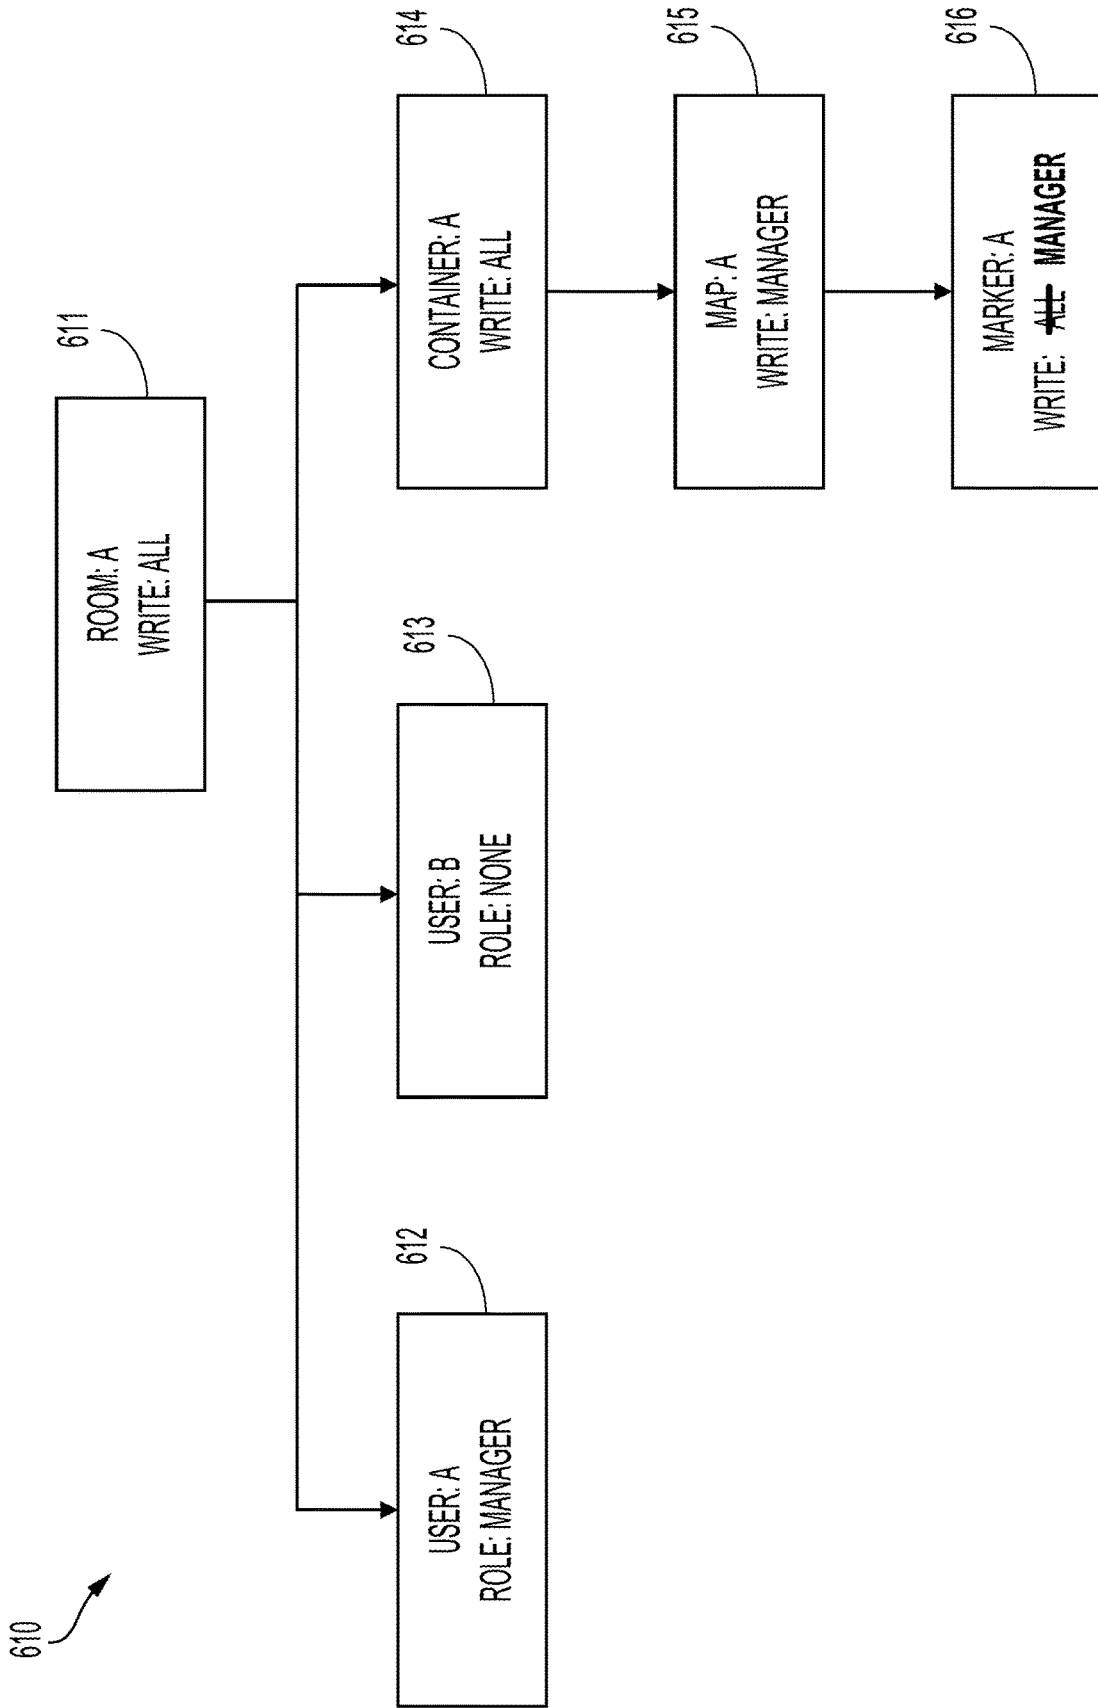 610
611
ROOM: A
WRITE: ALL
612
USER: A
ROLE: MANAGER
613
USER: B
ROLE: NONE
614
CONTAINER: A
WRITE: ALL
615
MAP: A
WRITE: MANAGER
616
MARKER: A
WRITE: ALL MANAGER